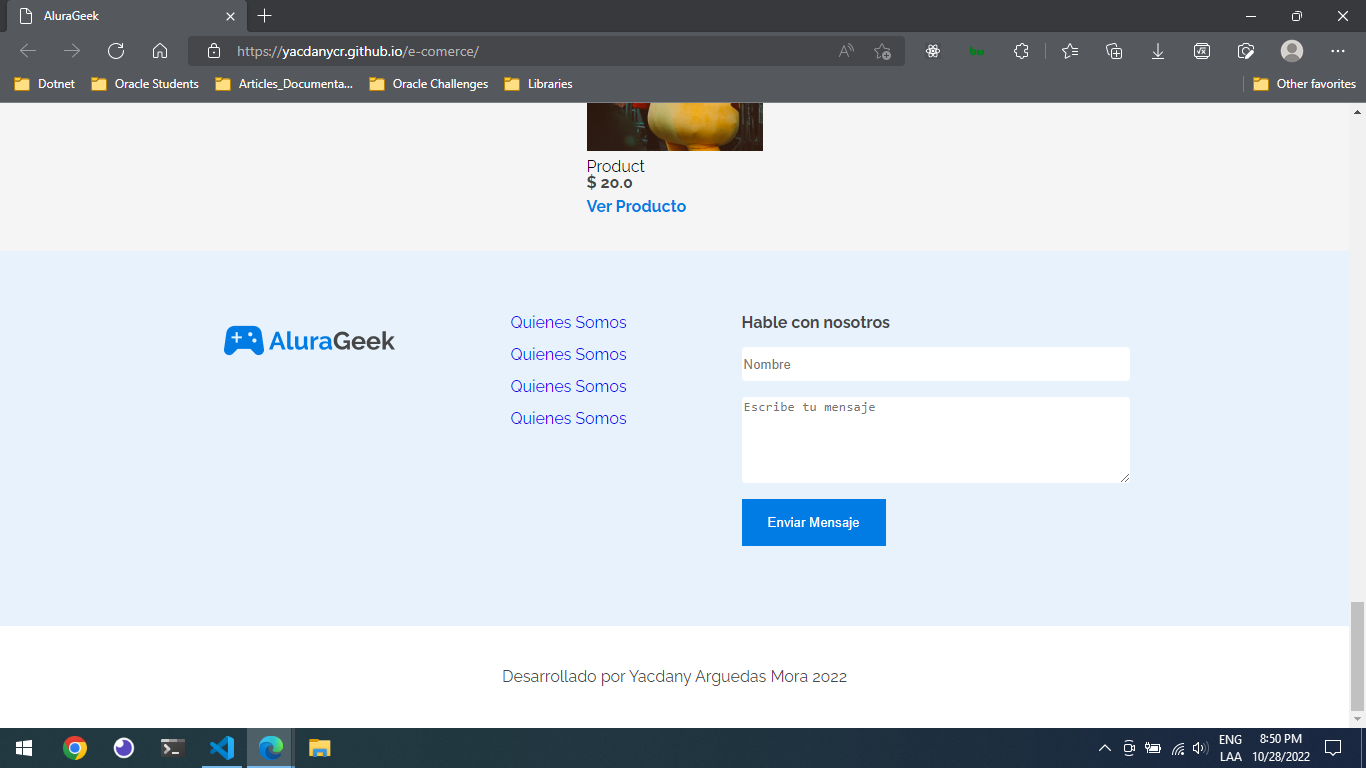 AluraGeek
https://yacdanycr.github.io/e-comerce/
Dotnet
Oracle Students
Articles_Documenta...
Oracle Challenges
Libraries
Other favorites
Product
$ 20.0
Ver Producto
AluraGeek
Quienes Somos
Quienes Somos
Quienes Somos
Quienes Somos
Hable con nosotros
Nombre
Escribe tu mensaje
Enviar Mensaje
Desarrollado por Yacdany Arguedas Mora 2022
ENG
LAA
8:50 PM
10/28/2022